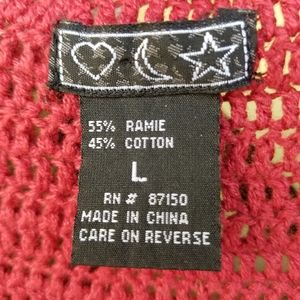 55% RAMIE
45% COTTON
L
RN# 87150
MADE IN CHINA
CARE ON REVERSE